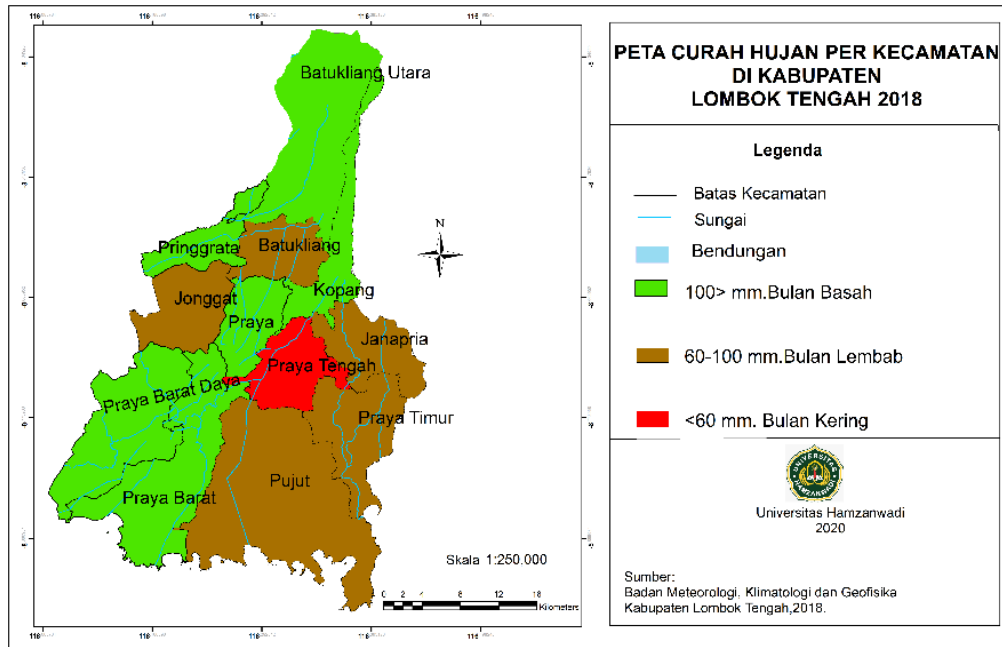 Batukliang Utara
Pringgrata
Batukliang
Jonggat
Kopang
Praya
Janapria
Praya Tengah
Praya Barat Daya
Praya Timur
Pujut
Praya Barat
N
Skala 1:250.000
0 2 4 8 12 18
Kilometers
PETA CURAH HUJAN PER KECAMATAN
DI KABUPATEN
LOMBOK TENGAH 2018
Legenda
Batas Kecamatan
Sungai
Bendungan
100> mm.Bulan Basah
60-100 mm.Bulan Lembab
<60 mm. Bulan Kering
UNIVERSITAS
HAMZANWADI
Universitas Hamzanwadi
2020
Sumber:
Badan Meteorologi, Klimatologi dan Geofisika
Kabupaten Lombok Tengah,2018.